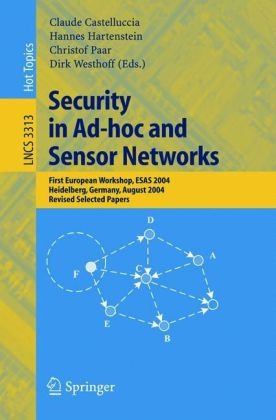 Claude Castelluccia
Hannes Hartenstein
Christof Paar
Dirk Westhoff (Eds.)
Hot Topics
LNCS 3313
Security
in Ad-hoc and
Sensor Networks
First European Workshop, ESAS 2004
Heidelberg, Germany, August 2004
Revised Selected Papers
D
A
F
C
E
B
Springer